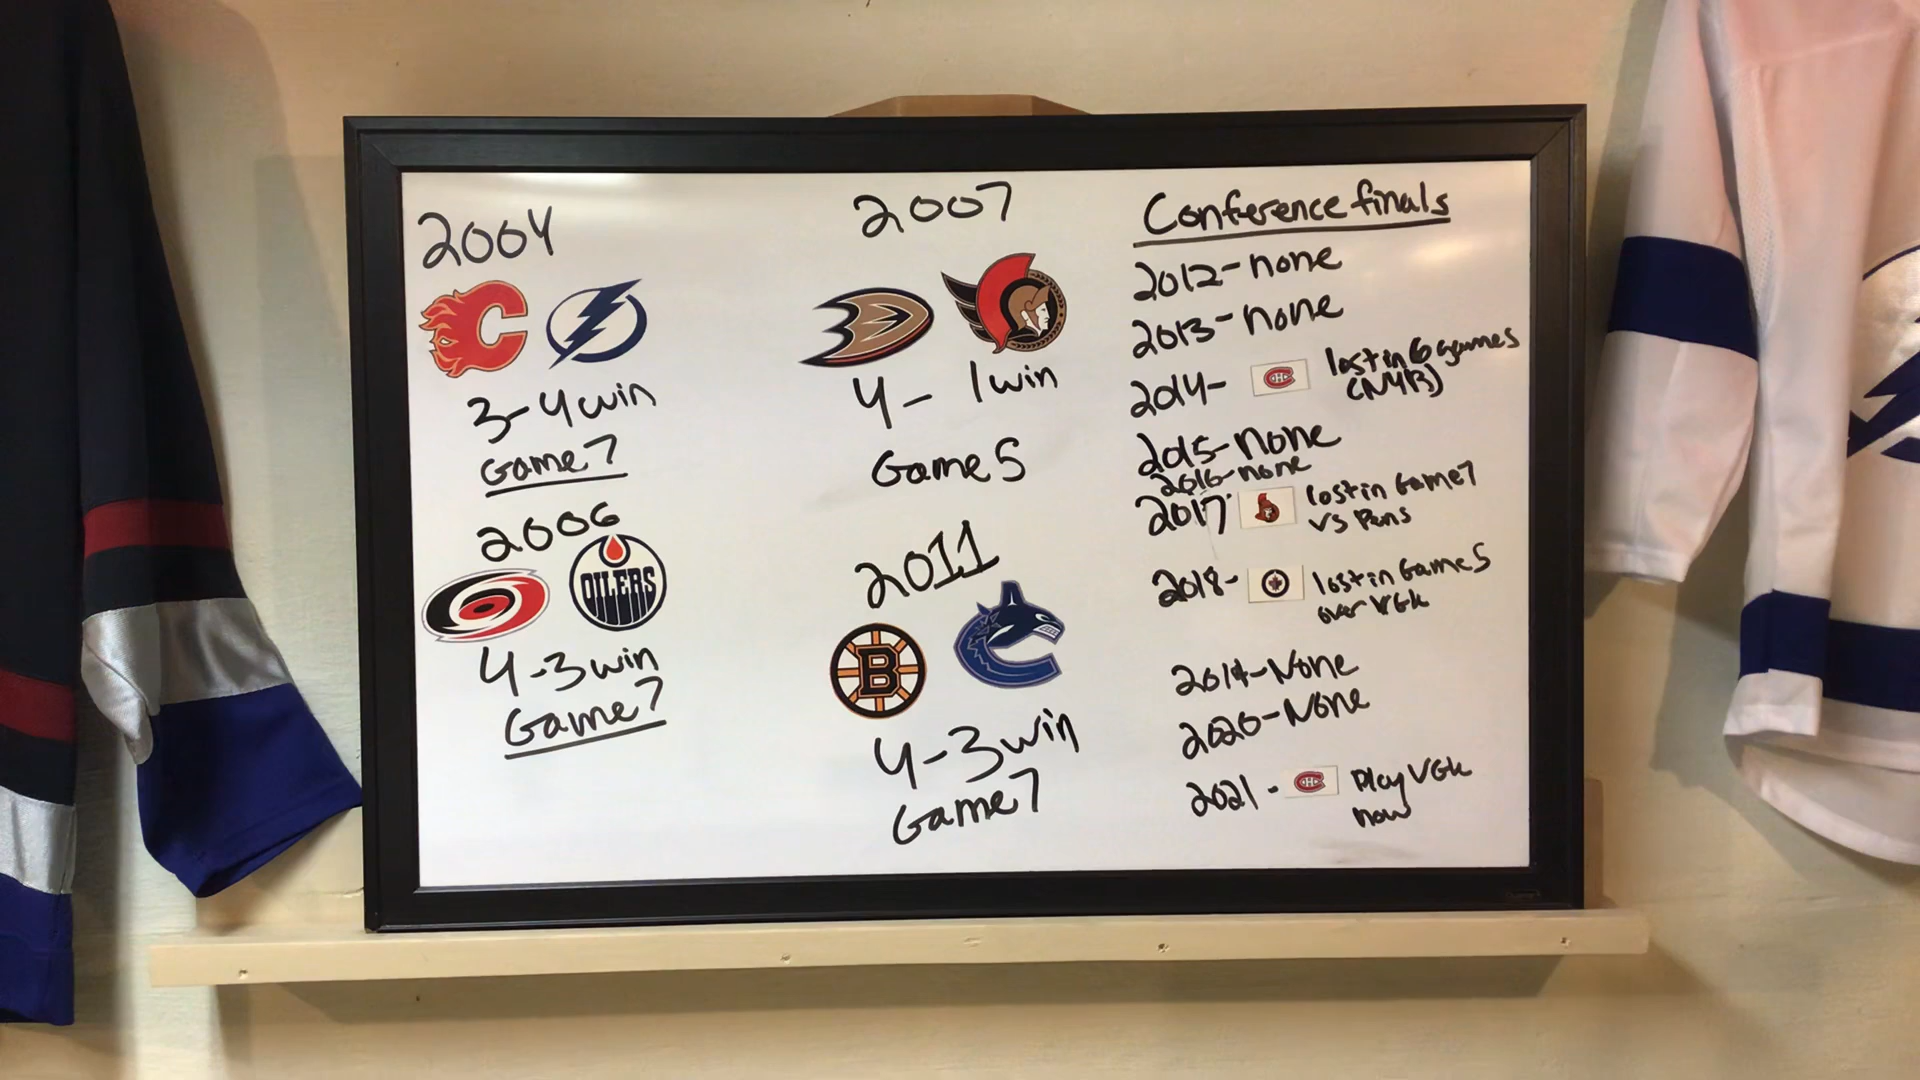 2004
C
3-4 win
Game 7
2006
OILERS
4-3 win
Game 7
2007
4 - 1 win
Game 5
2011
B
4-3 win
Game 7
Conference finals
2012-none
2013-none
2014- CH lost in 6 games
(NYR)
2015-none
2016-none
2017- lost in Game 7
vs Pens
2018- lost in Game 5
over VGK
2019-None
2020-None
2021- CH Play VGK
now